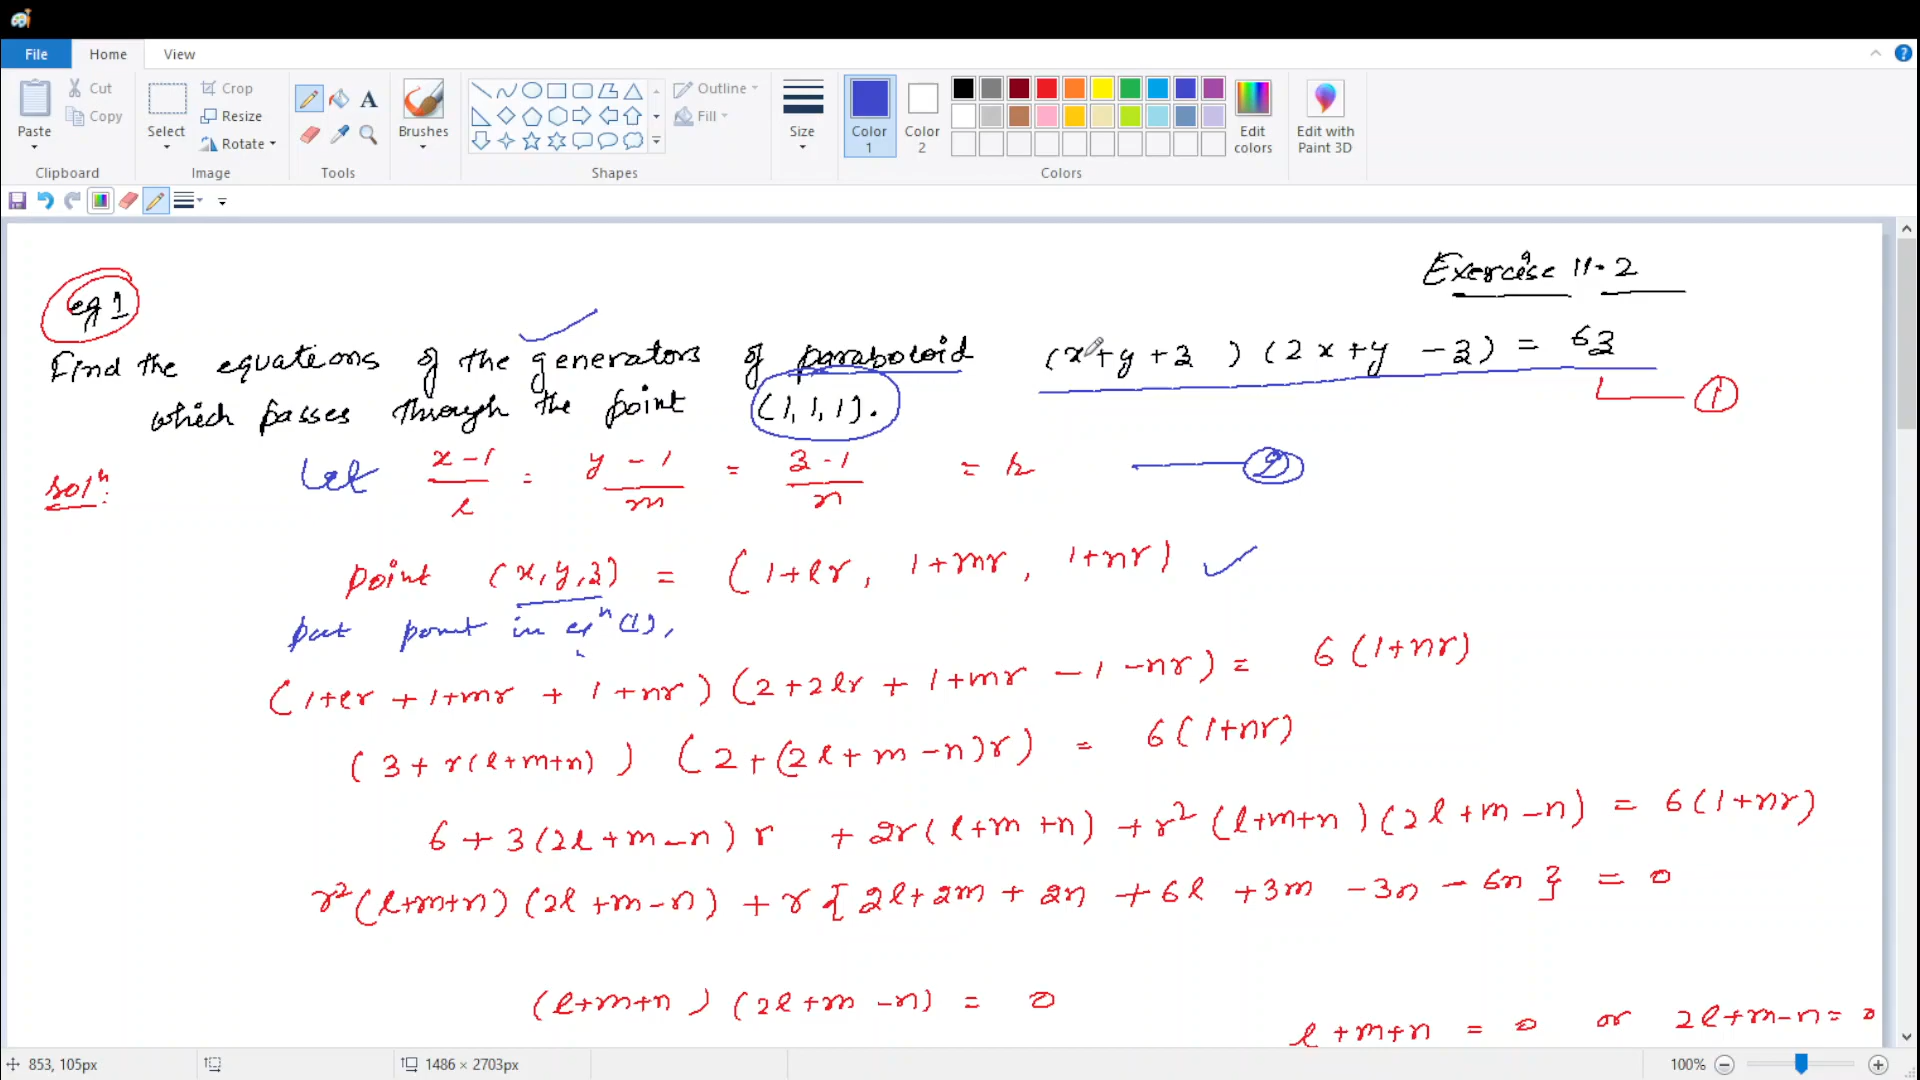 File Home View
Paste Cut Copy Select Crop Resize Rotate Brushes Outline Fill Size Color 1 Color 2 Edit colors Edit with Paint 3D
Clipboard Image Tools Shapes Colors
Exercise 11.2
eg 1
Find the equations of the generators of paraboloid (x+y+z) (2x+y-z) = 6z
①
which passes through the point (1,1,1).
Soln: Let x-1/l = y-1/m = z-1/n = r ②
point (x,y,z) = (1+lr, 1+mr, 1+nr)
put point in eqn (1),
(1+lr+1+mr+1+nr) (2+2lr+1+mr-1-nr) = 6(1+nr)
(3+r(l+m+n)) (2+(2l+m-n)r) = 6(1+nr)
6+3(2l+m-n)r +2r(l+m+n)+r²(l+m+n)(2l+m-n) = 6(1+nr)
r²(l+m+n)(2l+m-n)+r{2l+2m+2n+6l+3m-3n-6n} = 0
(l+m+n)(2l+m-n) = 0
l+m+n = 0 or 2l+m-n=0
853, 105px 1486 × 2703px 100%